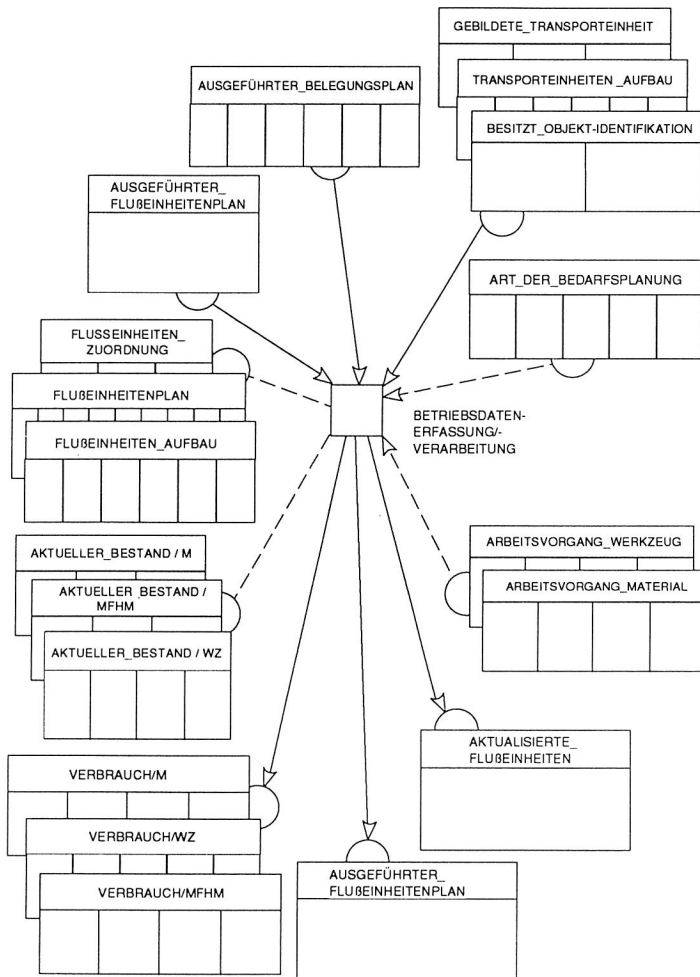 GEBILDETE_TRANSPORTEINHEIT
TRANSPORTEINHEITEN_AUFBAU
BESITZT_OBJEKT-IDENTIFIKATION
AUSGEFÜHRTER_BELEGUNGSPLAN
AUSGEFÜHRTER_
FLUßEINHEITENPLAN
ART_DER_BEDARFSPLANUNG
FLUSSEINHEITEN_
ZUORDNUNG
FLUßEINHEITENPLAN
FLUßEINHEITEN_AUFBAU
BETRIEBSDATEN-
ERFASSUNG/-
VERARBEITUNG
AKTUELLER_BESTAND / M
AKTUELLER_BESTAND /
MFHM
AKTUELLER_BESTAND / WZ
ARBEITSVORGANG_WERKZEUG
ARBEITSVORGANG_MATERIAL
AKTUALISIERTE_
FLUßEINHEITEN
VERBRAUCH/M
VERBRAUCH/WZ
VERBRAUCH/MFHM
AUSGEFÜHRTER_
FLUßEINHEITENPLAN